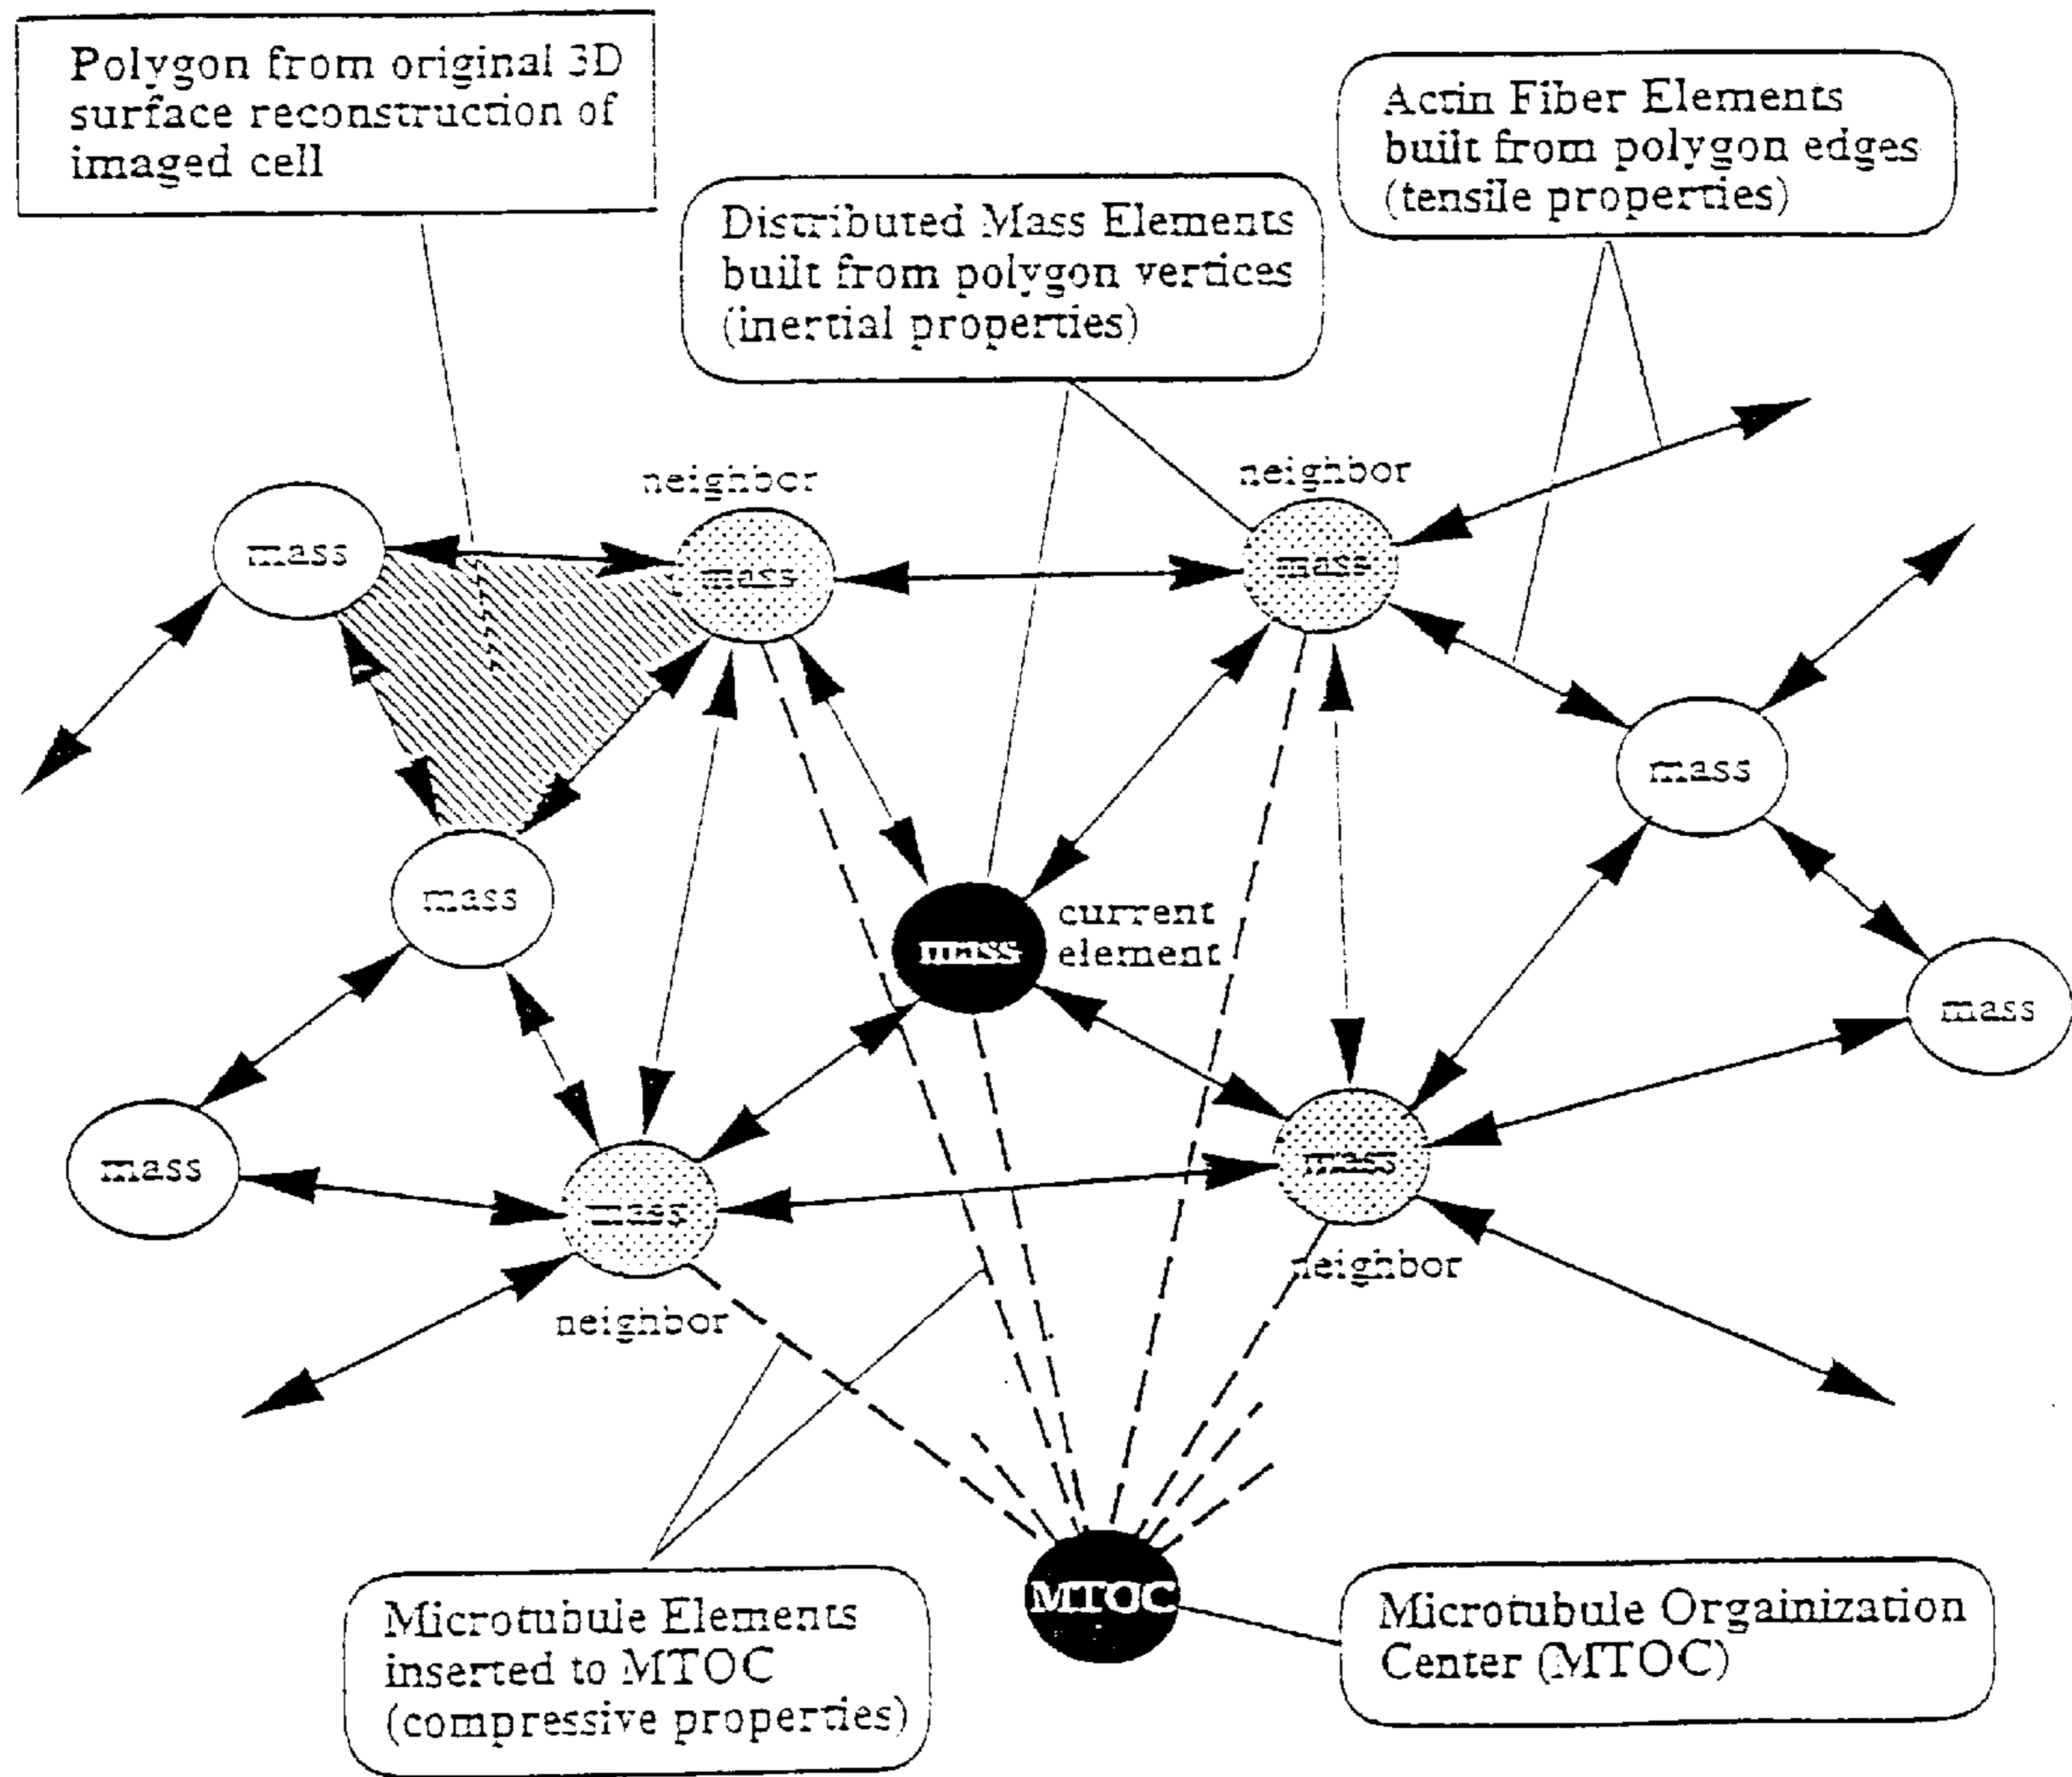 Polygon from original 3D
surface reconstruction of
imaged cell
Actin Fiber Elements
built from polygon edges
(tensile properties)
Distributed Mass Elements
built from polygon vertices
(inertial properties)
neighbor
neighbor
mass
mass
mass
mass
mass
mass
current
element
mass
mass
mass
mass
neighbor
neighbor
MTOC
Microtubule Elements
inserted to MTOC
(compressive properties)
Microtubule Orgainization
Center (MTOC)